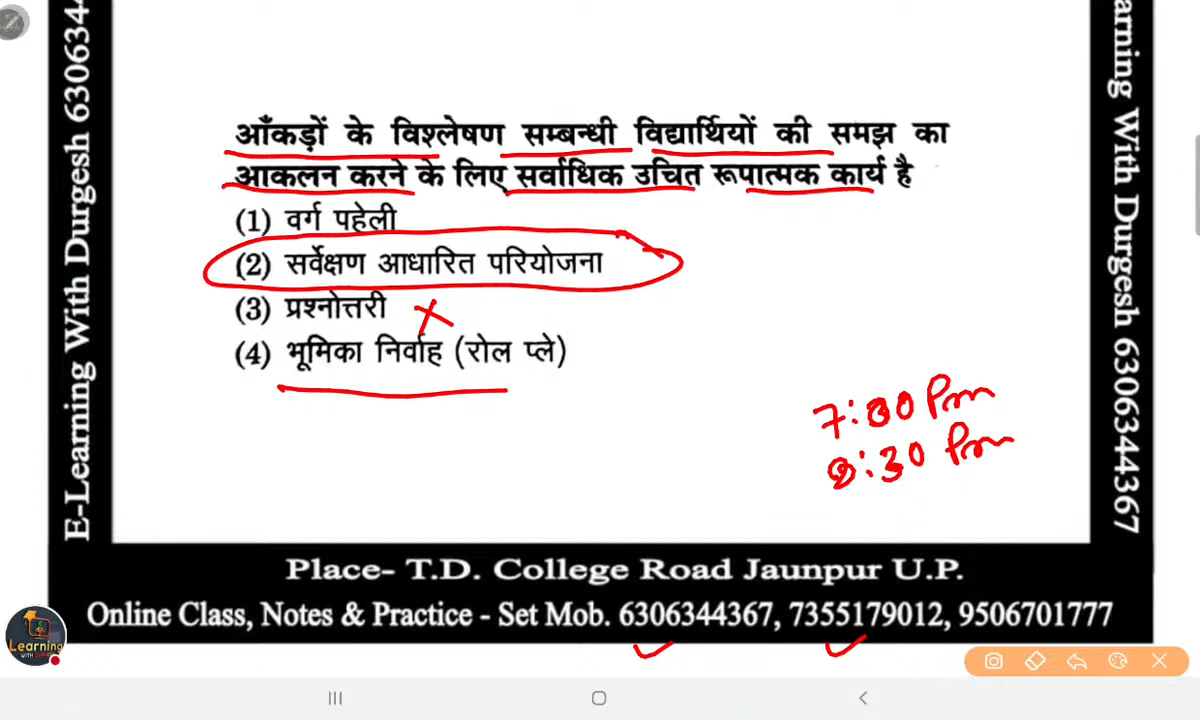 आँकड़ों के विश्लेषण सम्बन्धी विद्यार्थियों की समझ का
आकलन करने के लिए सर्वाधिक उचित रूपात्मक कार्य है
(1) वर्ग पहेली
(2) सर्वेक्षण आधारित परियोजना
(3) प्रश्नोत्तरी
(4) भूमिका निर्वाह (रोल प्ले)
7:00 Pm
8:30 Pm
E-Learning With Durgesh 6306344
arning With Durgesh 6306344367
Place- T.D. College Road Jaunpur U.P.
Online Class, Notes & Practice - Set Mob. 6306344367, 7355179012, 9506701777
Learning